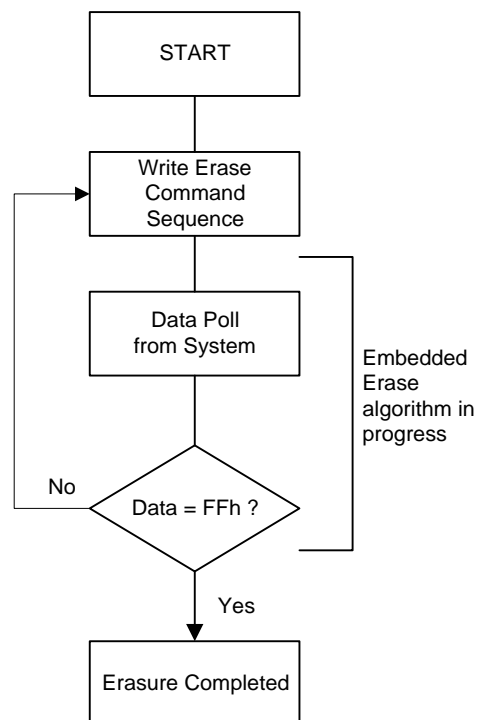 START
Write Erase
Command
Sequence
Data Poll
from System
Embedded
Erase
algorithm in
progress
No
Data = FFh ?
Yes
Erasure Completed